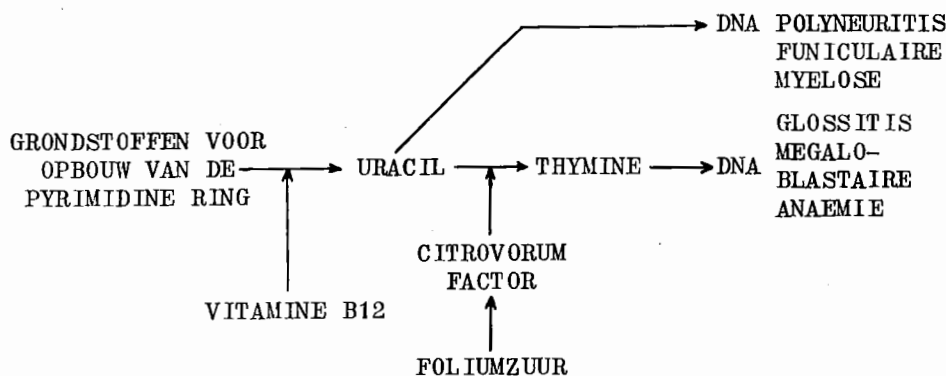 DNA POLYNEURITIS
FUNICULAIRE
MYELOSE
GRONDSTOFFEN VOOR
OPBOUW VAN DE
PYRIMIDINE RING
URACIL
THYMINE
DNA
GLOSSITIS
MEGALO-
BLASTAIRE
ANAEMIE
CITROVORUM
FACTOR
VITAMINE B12
FOLIUMZUUR